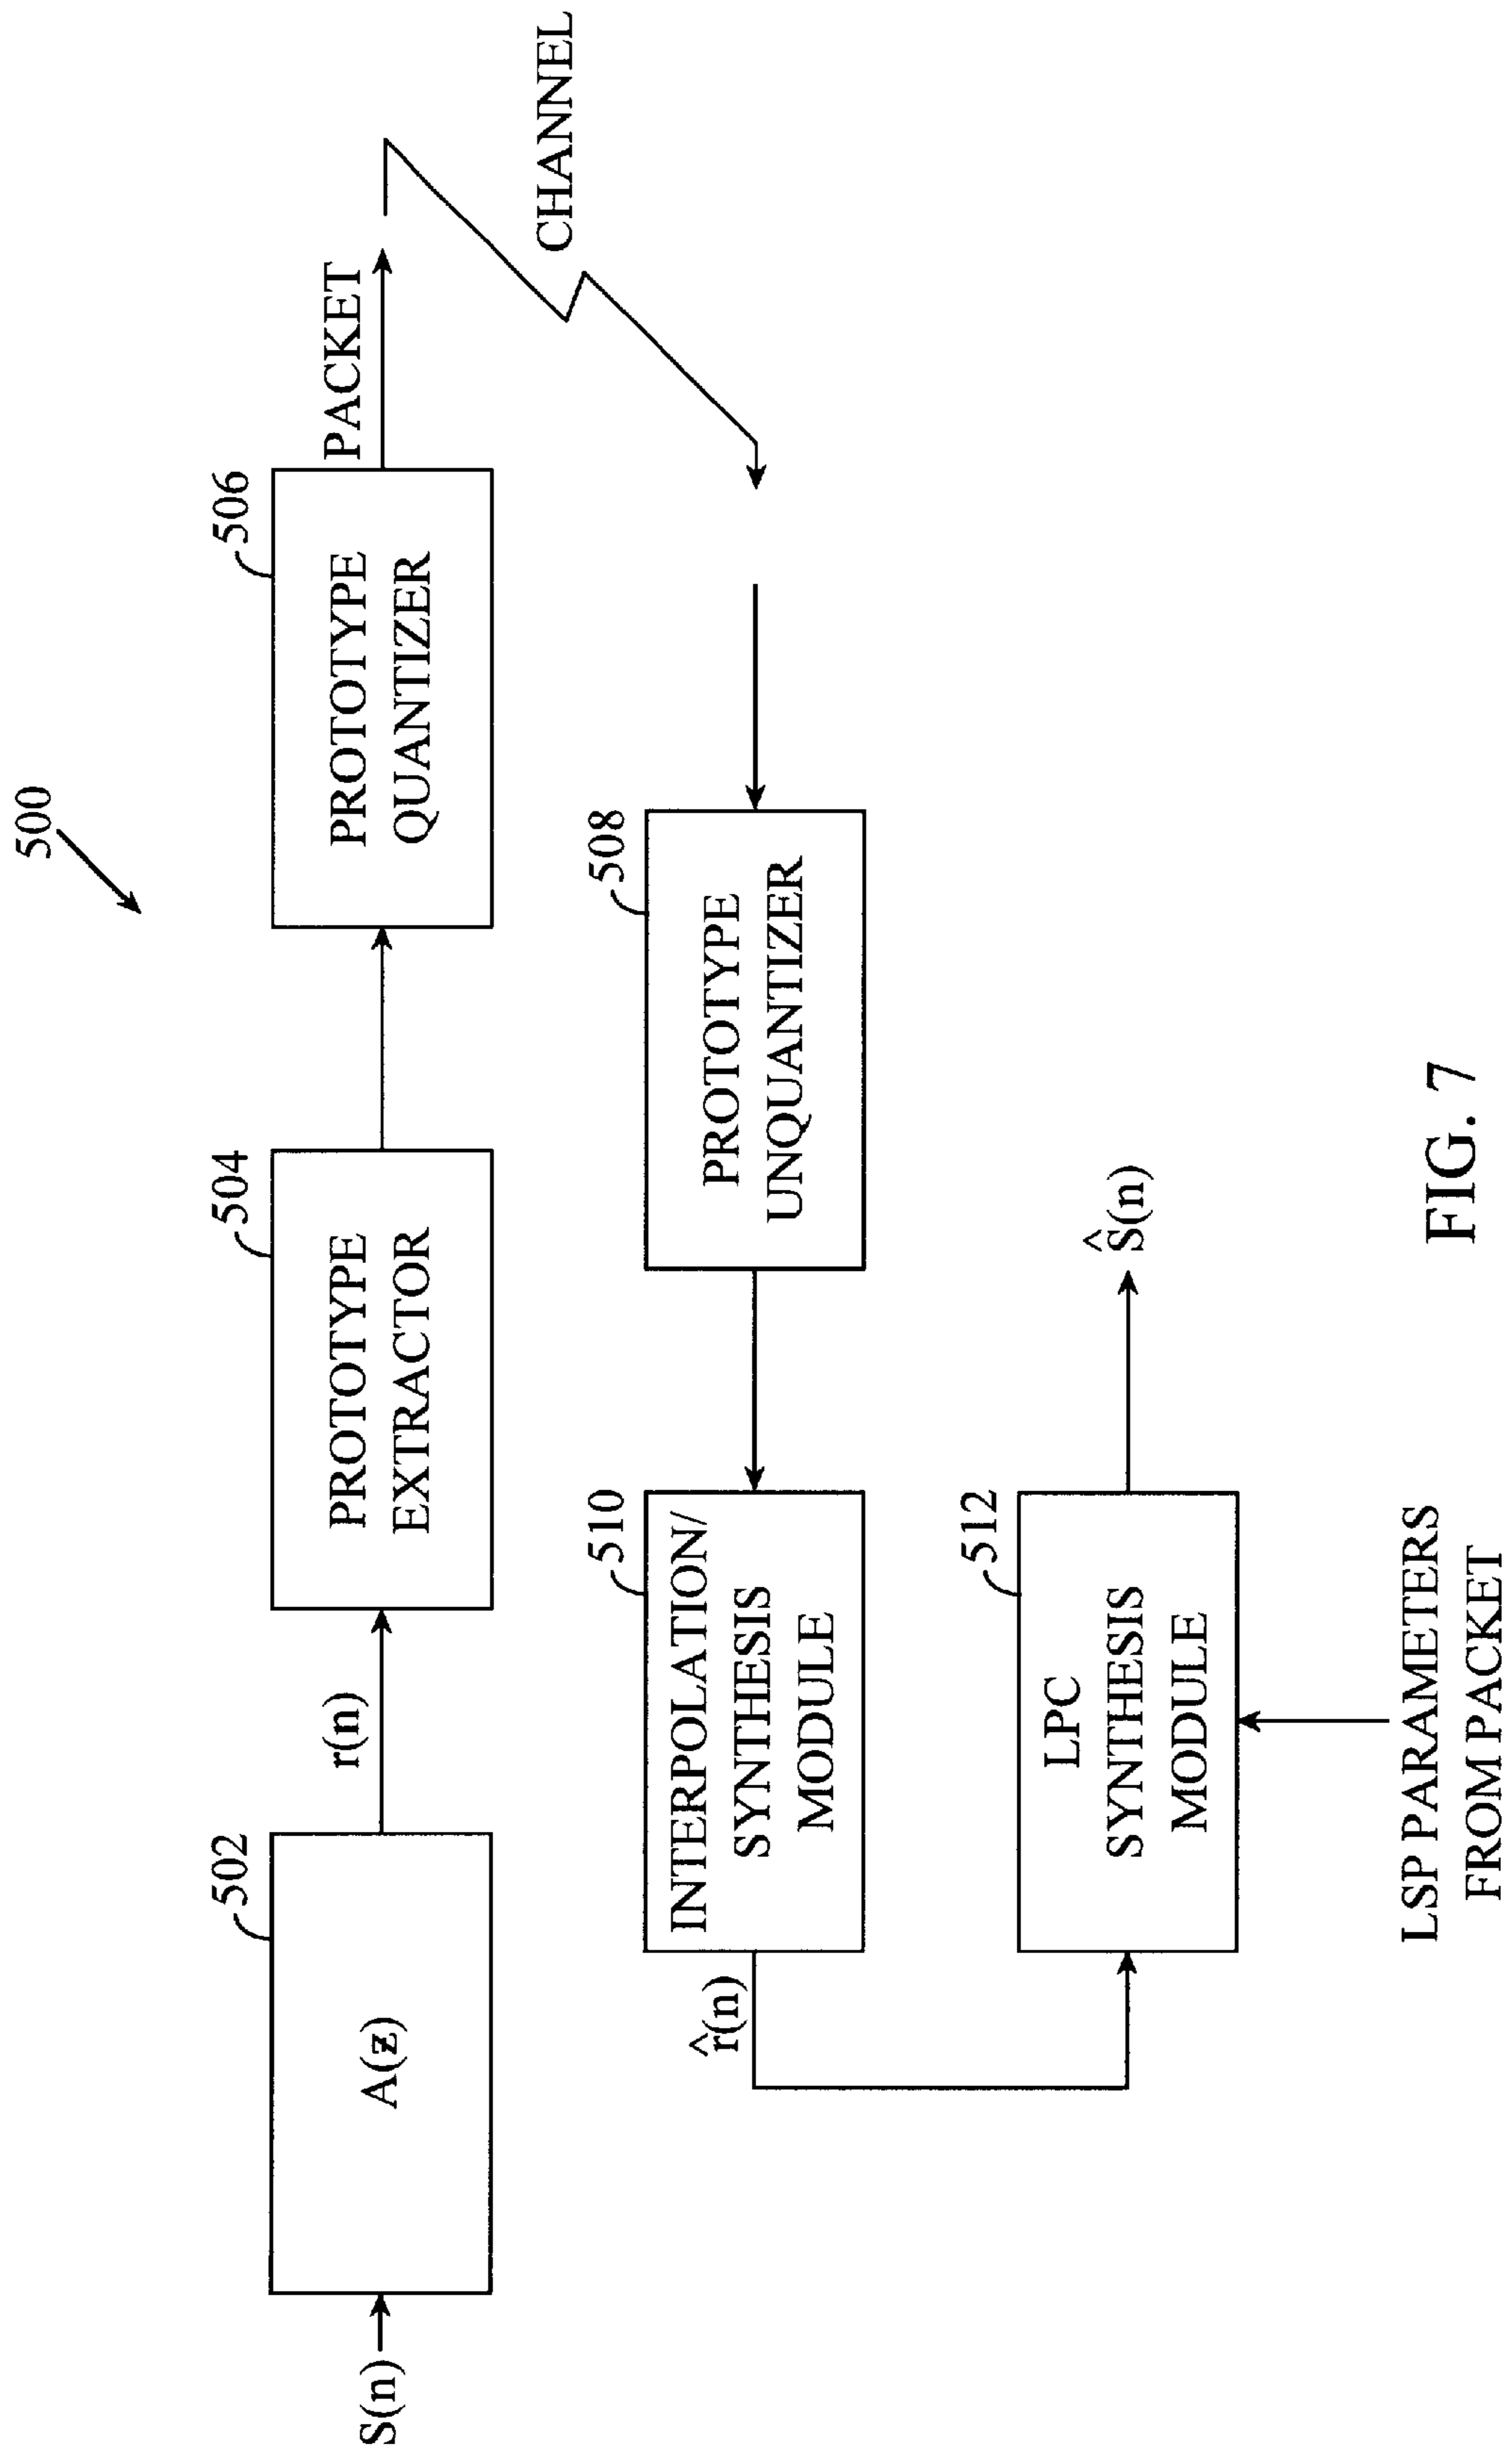 500
S(n)
502
A(z)
r(n)
504
PROTOTYPE
EXTRACTOR
506
PROTOTYPE
QUANTIZER
PACKET
CHANNEL
508
PROTOTYPE
UNQUANTIZER
510
INTERPOLATION/
SYNTHESIS
MODULE
r̂(n)
512
LPC
SYNTHESIS
MODULE
Ŝ(n)
LSP PARAMETERS
FROM PACKET
FIG. 7